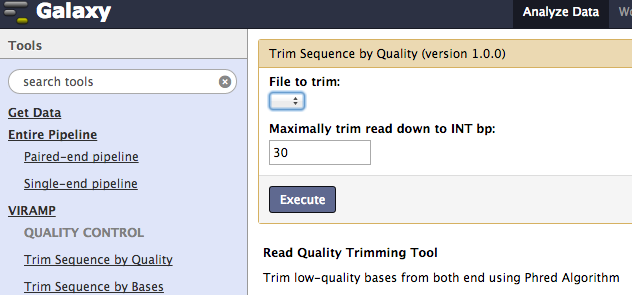 Galaxy
Analyze Data
Tools
search tools
Get Data
Entire Pipeline
Paired-end pipeline
Single-end pipeline
VIRAMP
QUALITY CONTROL
Trim Sequence by Quality
Trim Sequence by Bases
Trim Sequence by Quality (version 1.0.0)
File to trim:
Maximally trim read down to INT bp:
30
Execute
Read Quality Trimming Tool
Trim low-quality bases from both end using Phred Algorithm